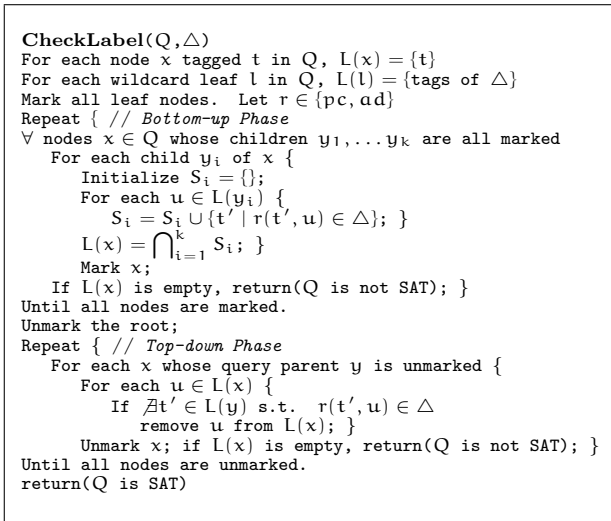 CheckLabel(Q,△)
For each node x tagged t in Q, L(x) = {t}
For each wildcard leaf l in Q, L(l) = {tags of △}
Mark all leaf nodes. Let r ∈ {pc, ad}
Repeat { // Bottom-up Phase
∀ nodes x ∈ Q whose children y₁, ... yₖ are all marked
For each child yᵢ of x {
Initialize Sᵢ = {};
For each u ∈ L(yᵢ) {
Sᵢ = Sᵢ ∪ {t′ | r(t′, u) ∈ △}; }
L(x) = ⋂ᵏᵢ₌₁ Sᵢ; }
Mark x;
If L(x) is empty, return(Q is not SAT); }
Until all nodes are marked.
Unmark the root;
Repeat { // Top-down Phase
For each x whose query parent y is unmarked {
For each u ∈ L(x) {
If ∄t′ ∈ L(y) s.t. r(t′, u) ∈ △
remove u from L(x); }
Unmark x; if L(x) is empty, return(Q is not SAT); }
Until all nodes are unmarked.
return(Q is SAT)